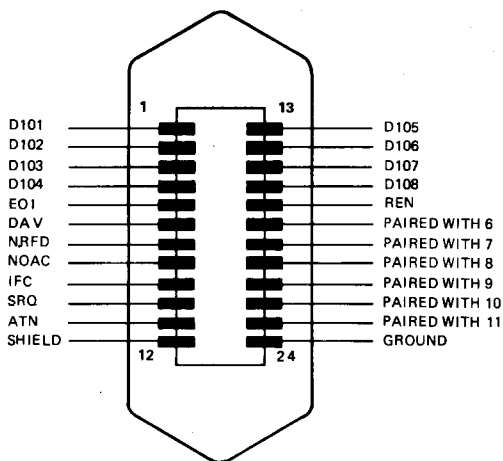 1 13
D101 D105
D102 D106
D103 D107
D104 D108
EOI REN
DAV PAIRED WITH 6
NRFD PAIRED WITH 7
NOAC PAIRED WITH 8
IFC PAIRED WITH 9
SRQ PAIRED WITH 10
ATN PAIRED WITH 11
SHIELD GROUND
12 24